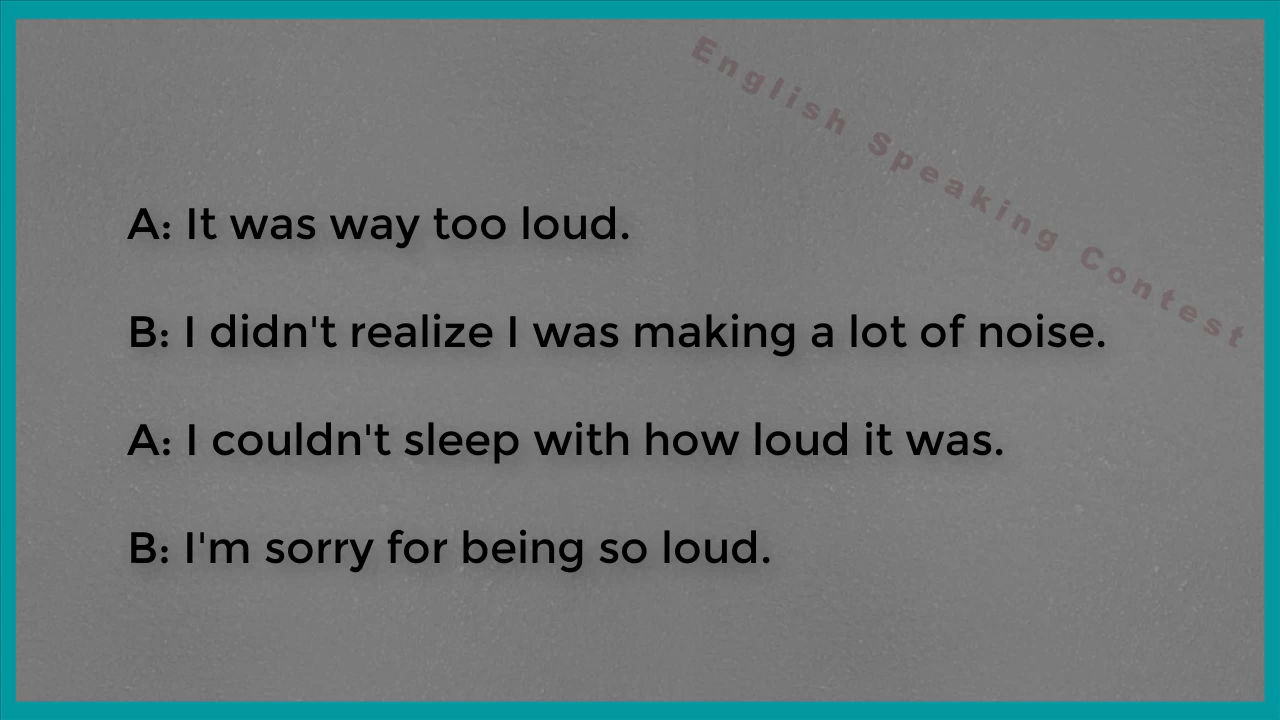 English Speaking Contest
A: It was way too loud.
B: I didn't realize I was making a lot of noise.
A: I couldn't sleep with how loud it was.
B: I'm sorry for being so loud.